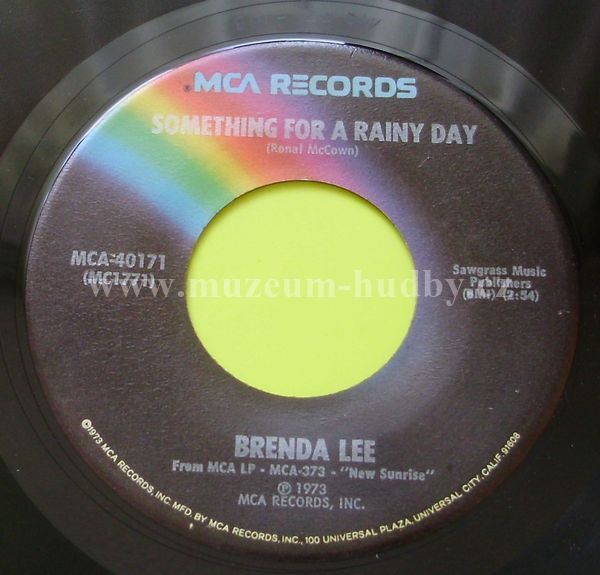 ®MCA RECORDS
SOMETHING FOR A RAINY DAY
(Ronal McCown)
MCA-40171
(MC1771)
Sawgrass Music
Publishers
(BMI) (2:54)
www.muzeum-hudby.cz
BRENDA LEE
From MCA LP - MCA-373 - "New Sunrise"
℗ 1973
MCA RECORDS, INC.
©1973 MCA RECORDS, INC. MFD. BY MCA RECORDS, INC., 100 UNIVERSAL PLAZA, UNIVERSAL CITY, CALIF. 91608